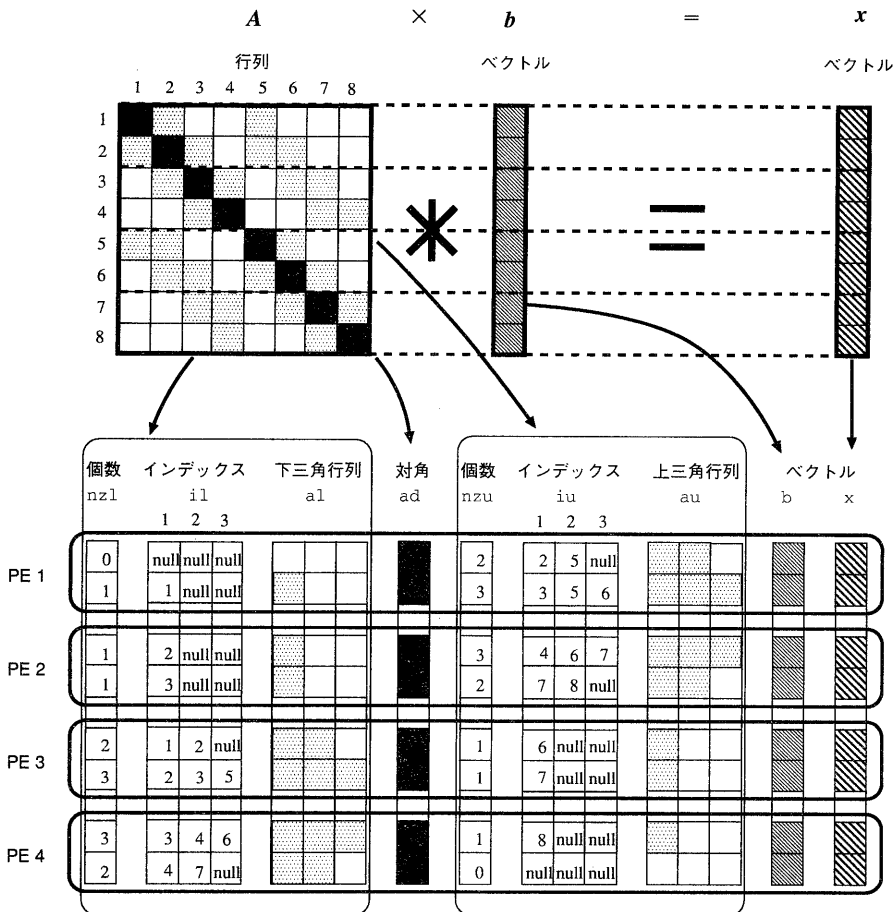 A × b = x
行列 ベクトル ベクトル
1 2 3 4 5 6 7 8
1
2
3
4
5
6
7
8
* =
個数 インデックス 下三角行列 対角 個数 インデックス 上三角行列 ベクトル
nzl il al ad nzu iu au b x
1 2 3 1 2 3
PE 1
0 null null null 2 2 5 null
1 1 null null 3 3 5 6
PE 2
1 2 null null 3 4 6 7
1 3 null null 2 7 8 null
PE 3
2 1 2 null 1 6 null null
3 2 3 5 1 7 null null
PE 4
3 3 4 6 1 8 null null
2 4 7 null 0 null null null